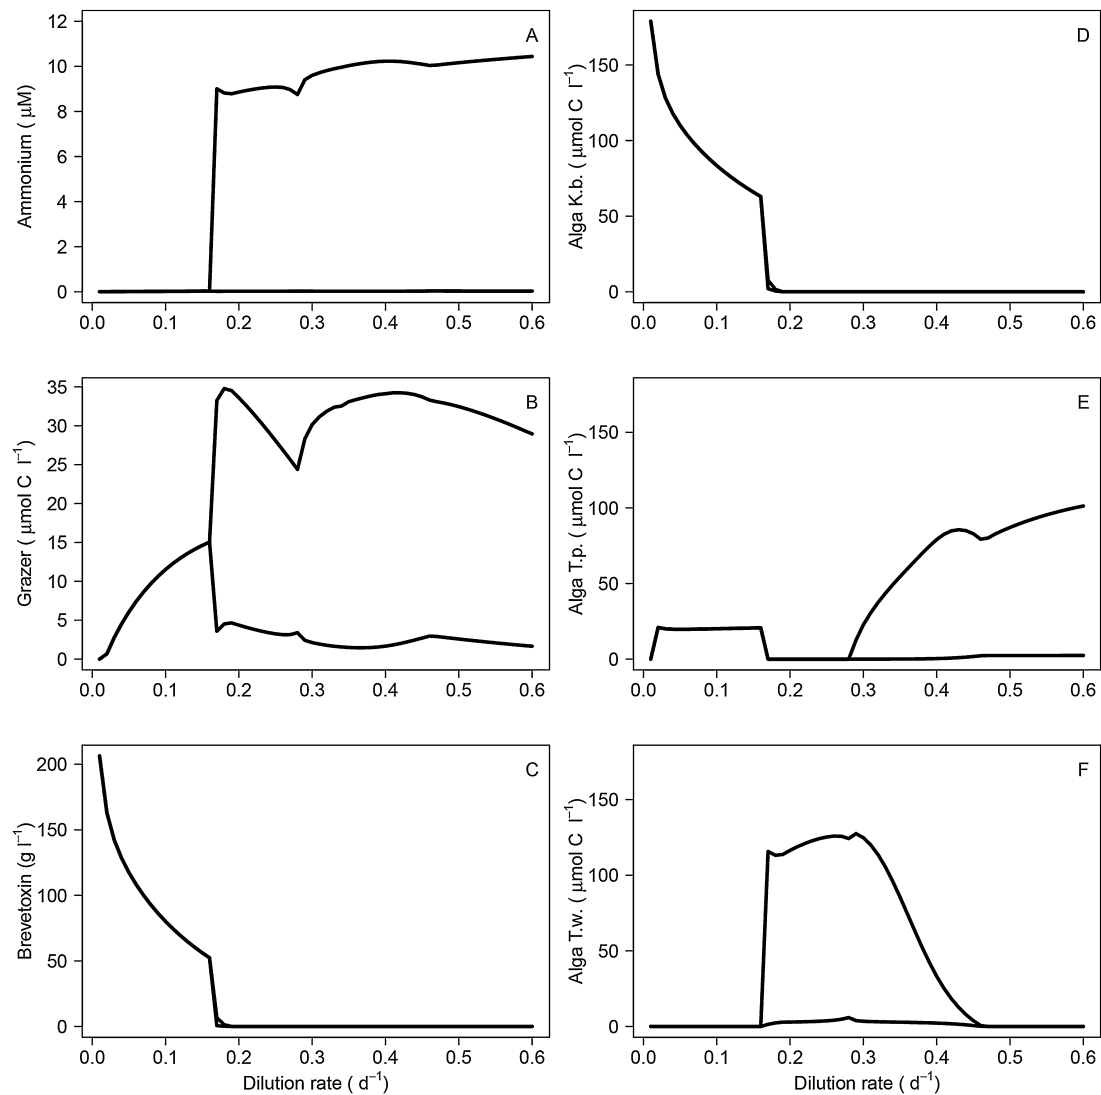 A
Ammonium ( μM)
12
10
8
6
4
2
0
0.0 0.1 0.2 0.3 0.4 0.5 0.6
D
Alga K.b. ( μmol C l⁻¹)
150
100
50
0
0.0 0.1 0.2 0.3 0.4 0.5 0.6
B
Grazer ( μmol C l⁻¹)
35
30
25
20
15
10
5
0
0.0 0.1 0.2 0.3 0.4 0.5 0.6
E
Alga T.p. ( μmol C l⁻¹)
150
100
50
0
0.0 0.1 0.2 0.3 0.4 0.5 0.6
C
Brevetoxin (g l⁻¹)
200
150
100
50
0
0.0 0.1 0.2 0.3 0.4 0.5 0.6
Dilution rate ( d⁻¹)
F
Alga T.w. ( μmol C l⁻¹)
150
100
50
0
0.0 0.1 0.2 0.3 0.4 0.5 0.6
Dilution rate ( d⁻¹)